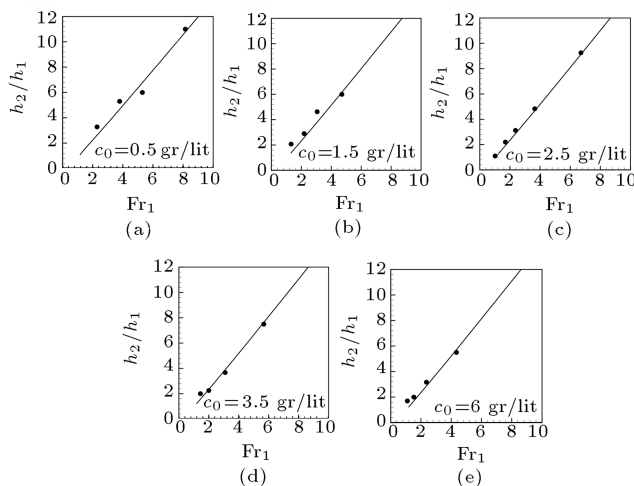 12
10
8
6
4
2
0
h₂/h₁
c₀=0.5 gr/lit
0 2 4 6 8 10
Fr₁
(a)
12
10
8
6
4
2
0
h₂/h₁
c₀=1.5 gr/lit
0 2 4 6 8 10
Fr₁
(b)
12
10
8
6
4
2
0
h₂/h₁
c₀=2.5 gr/lit
0 2 4 6 8 10
Fr₁
(c)
12
10
8
6
4
2
0
h₂/h₁
c₀=3.5 gr/lit
0 2 4 6 8 10
Fr₁
(d)
12
10
8
6
4
2
0
h₂/h₁
c₀=6 gr/lit
0 2 4 6 8 10
Fr₁
(e)